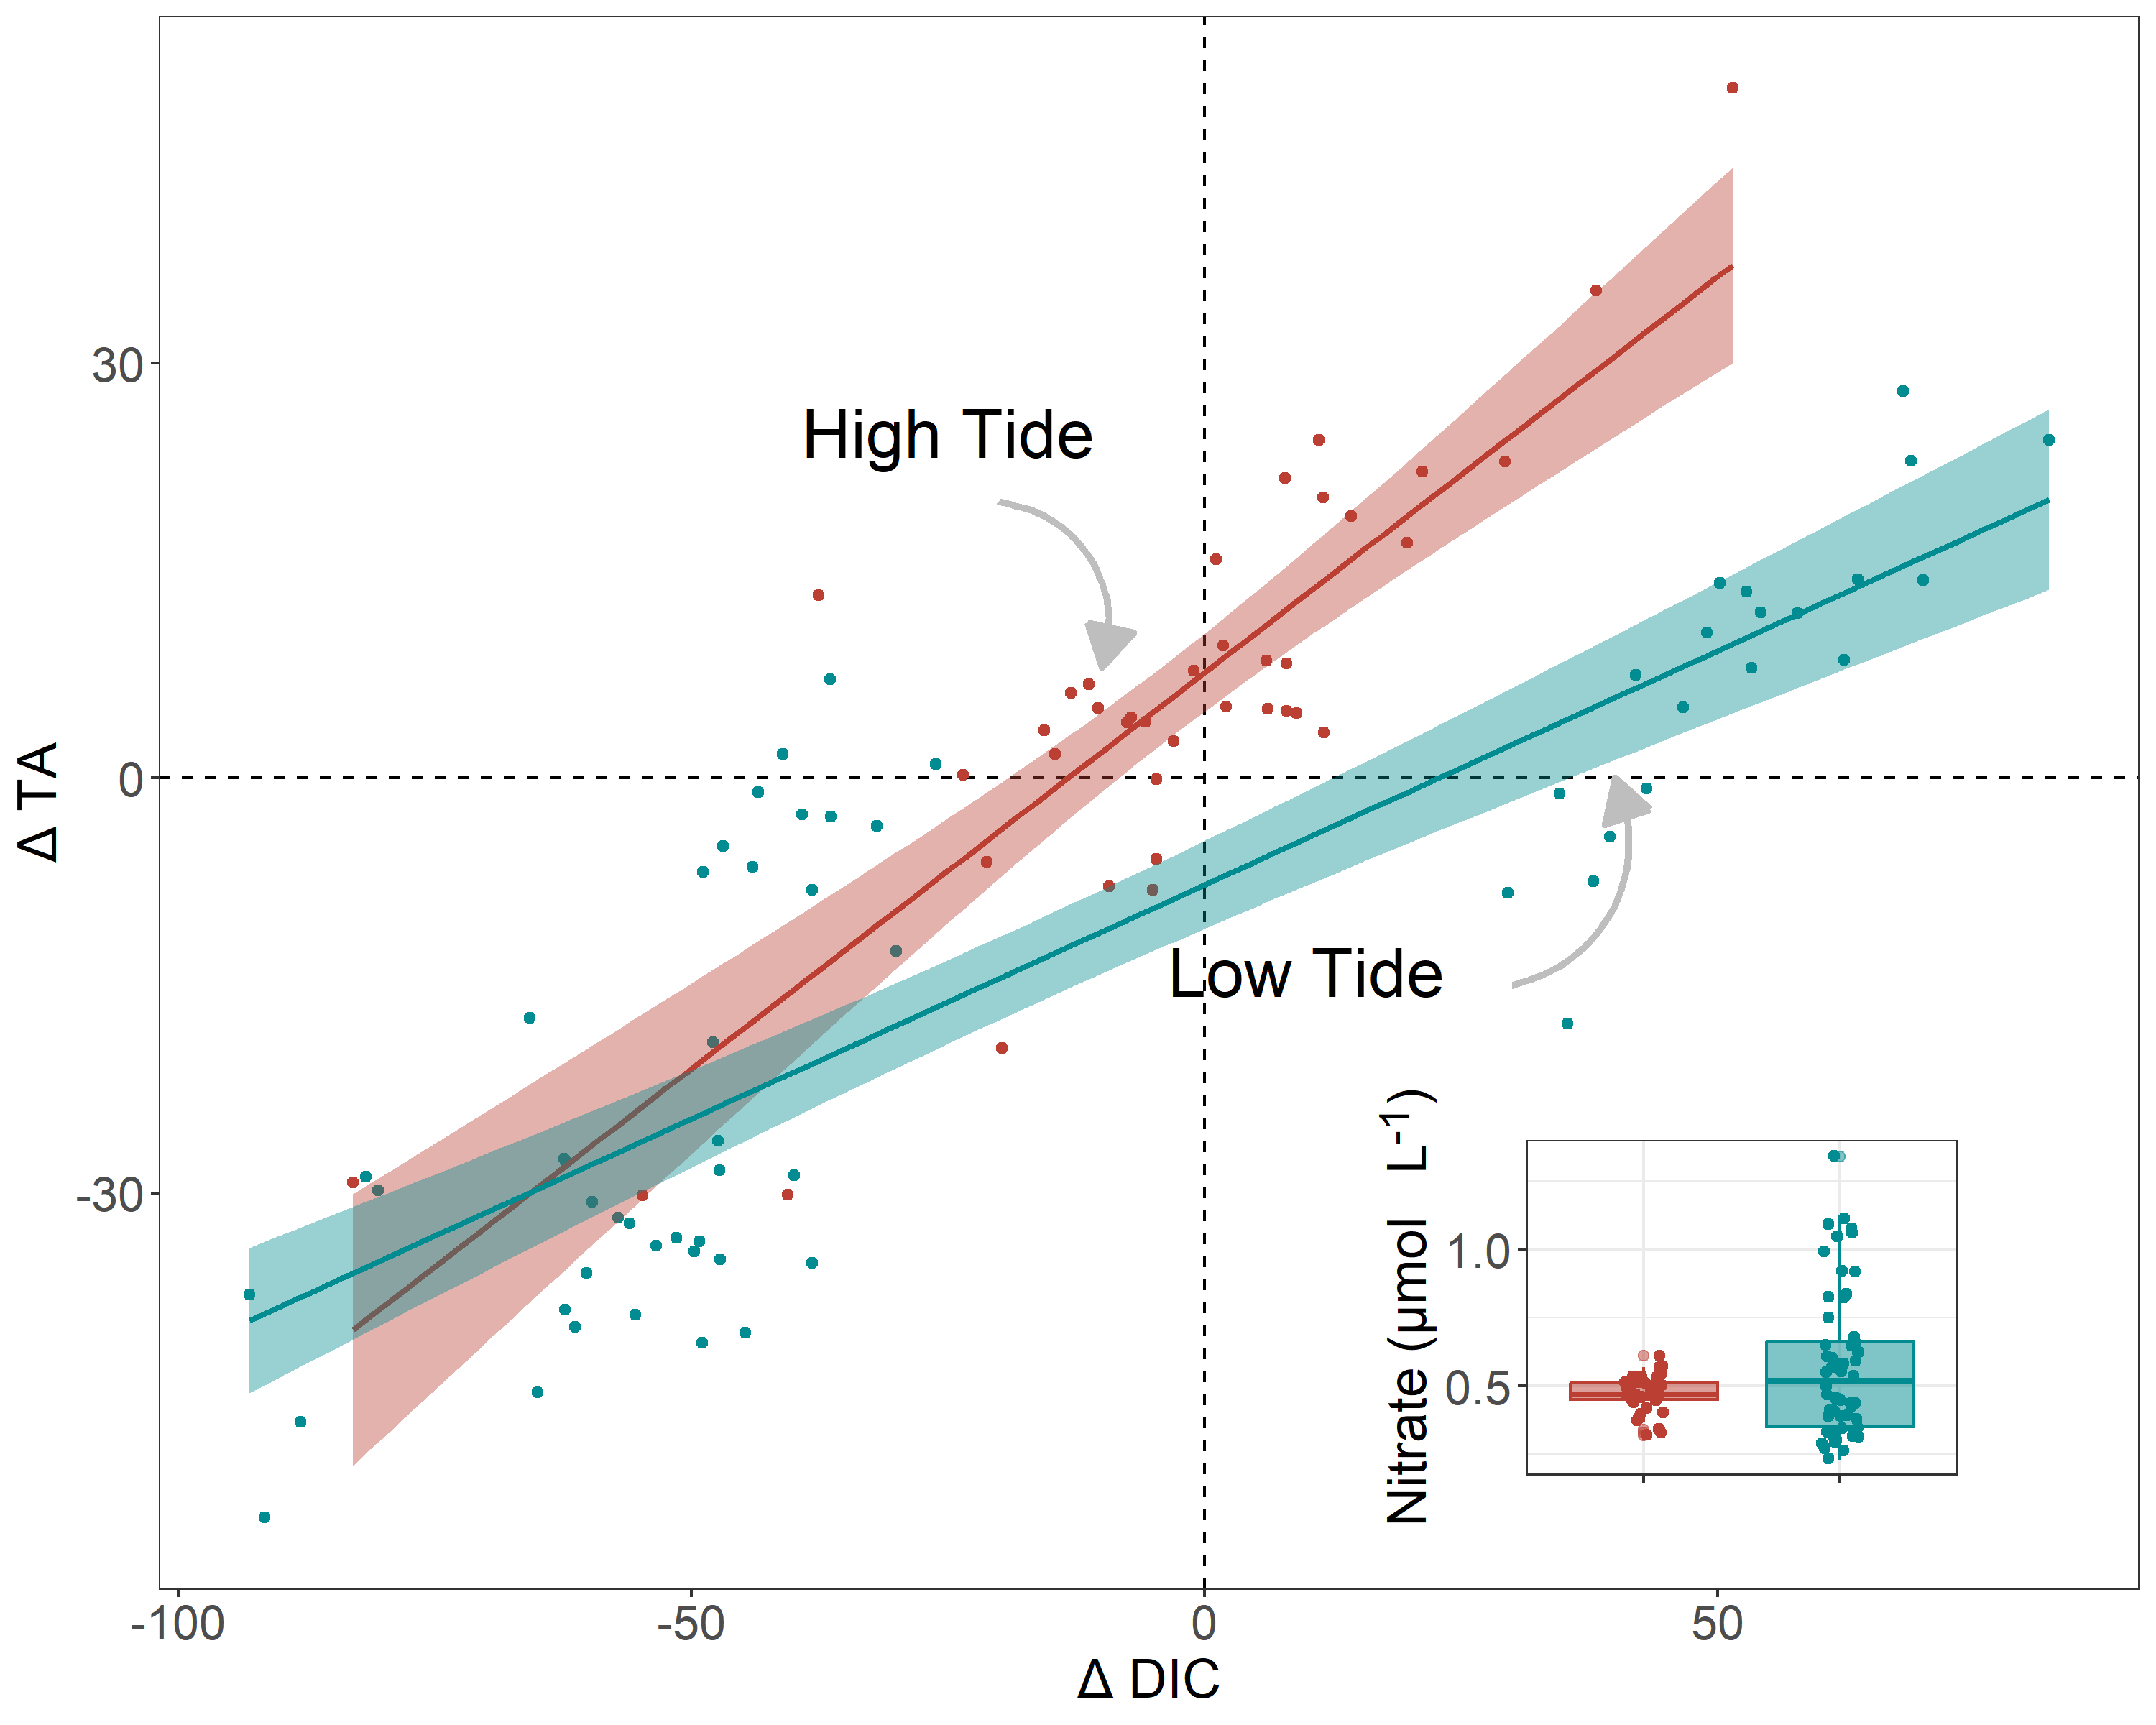 High Tide
Low Tide
Δ TA
30
0
-30
-100
-50
0
50
Δ DIC
Nitrate (μmol L-1)
1.0
0.5